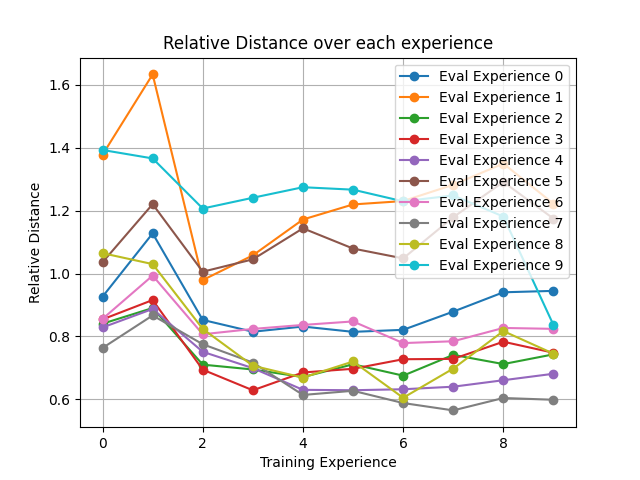 Relative Distance over each experience
Relative Distance
1.6
1.4
1.2
1.0
0.8
0.6
Eval Experience 0
Eval Experience 1
Eval Experience 2
Eval Experience 3
Eval Experience 4
Eval Experience 5
Eval Experience 6
Eval Experience 7
Eval Experience 8
Eval Experience 9
0 2 4 6 8
Training Experience